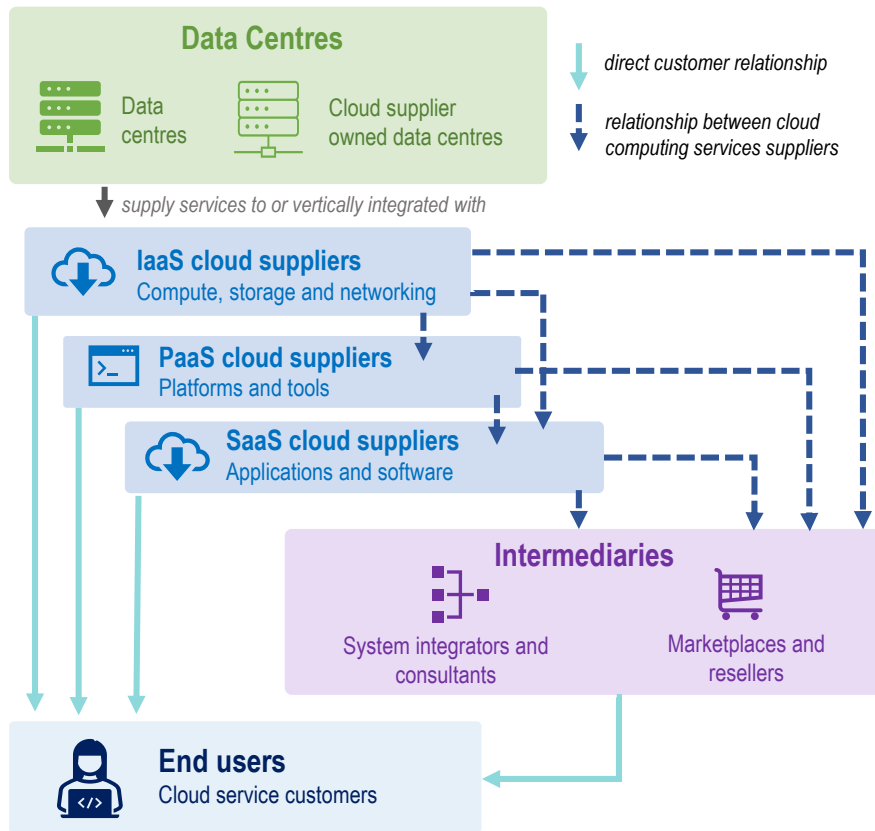 Data Centres
Data
centres
Cloud supplier
owned data centres
direct customer relationship
relationship between cloud
computing services suppliers
supply services to or vertically integrated with
IaaS cloud suppliers
Compute, storage and networking
>_
PaaS cloud suppliers
Platforms and tools
SaaS cloud suppliers
Applications and software
Intermediaries
System integrators and
consultants
Marketplaces and
resellers
</>
End users
Cloud service customers